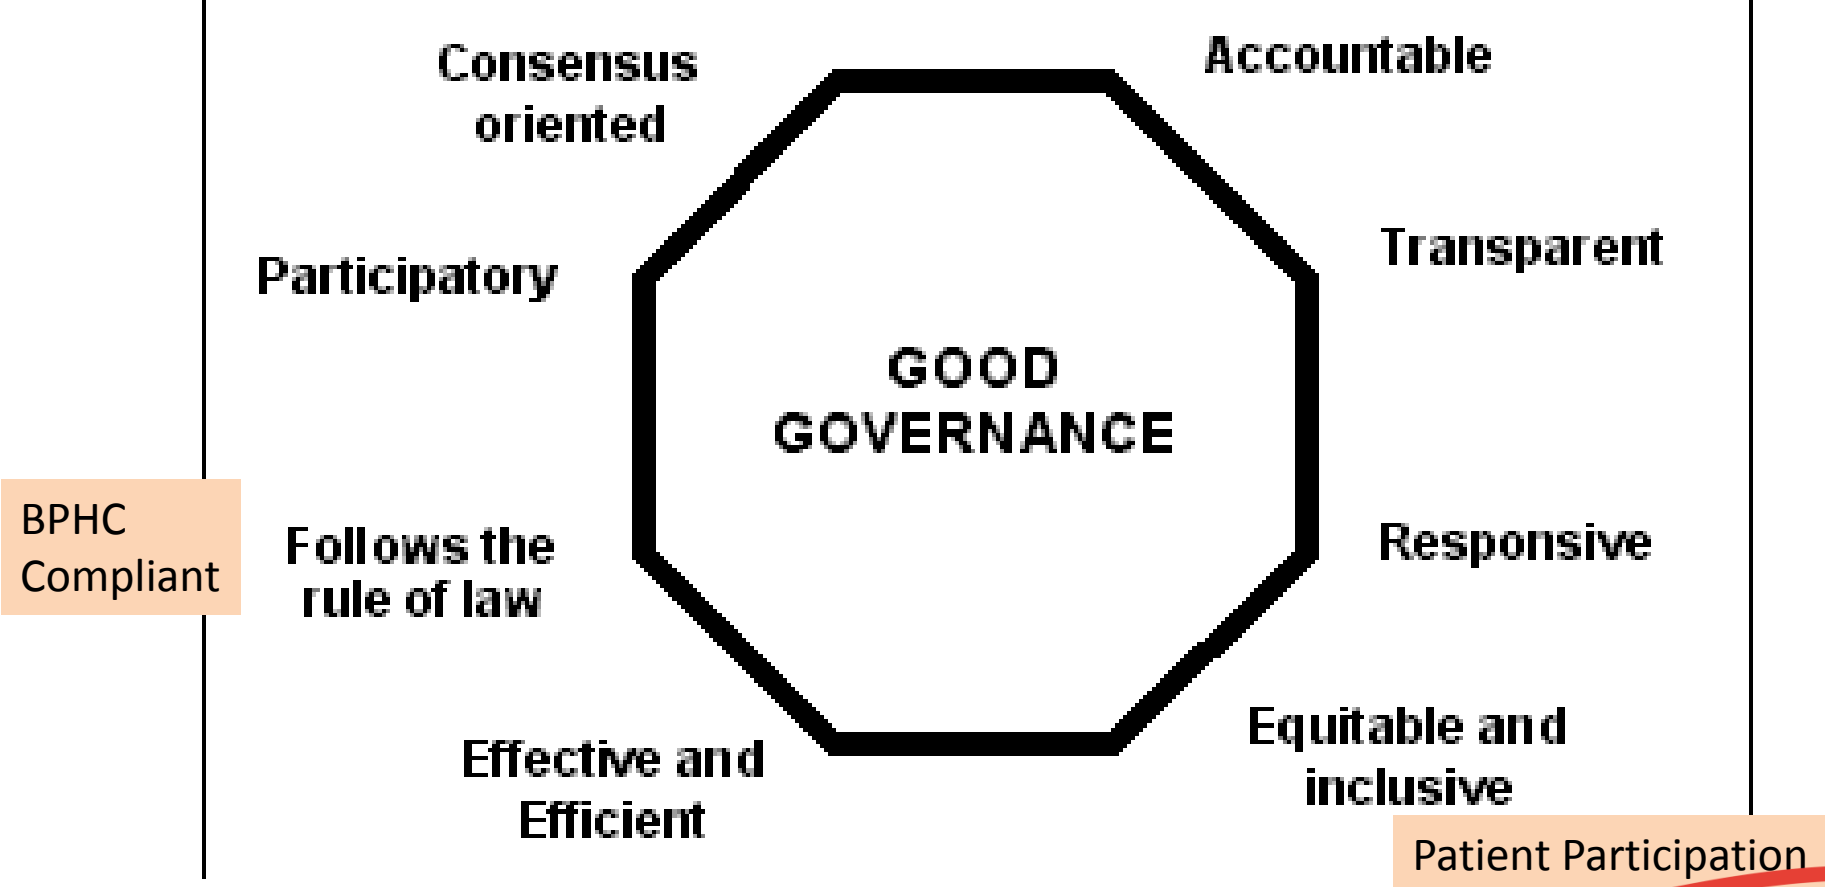 Consensus
oriented
Accountable
Participatory
Transparent
GOOD
GOVERNANCE
BPHC
Compliant
Follows the
rule of law
Responsive
Effective and
Efficient
Equitable and
inclusive
Patient Participation